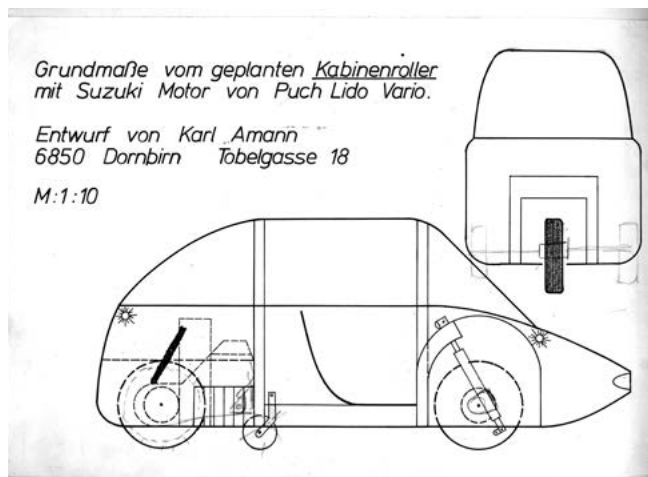 Grundmaße vom geplanten Kabinenroller
mit Suzuki Motor von Puch Lido Vario.
Entwurf von Karl Amann
6850 Dornbirn Tobelgasse 18
M:1:10